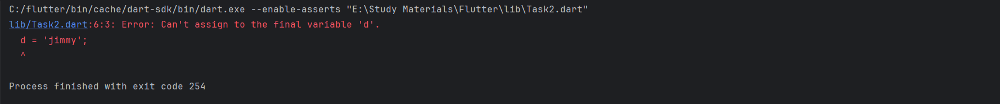 C:/flutter/bin/cache/dart-sdk/bin/dart.exe --enable-asserts "E:\Study Materials\Flutter\lib\Task2.dart"
lib/Task2.dart:6:3: Error: Can't assign to the final variable 'd'.
  d = 'jimmy';
  ^
Process finished with exit code 254